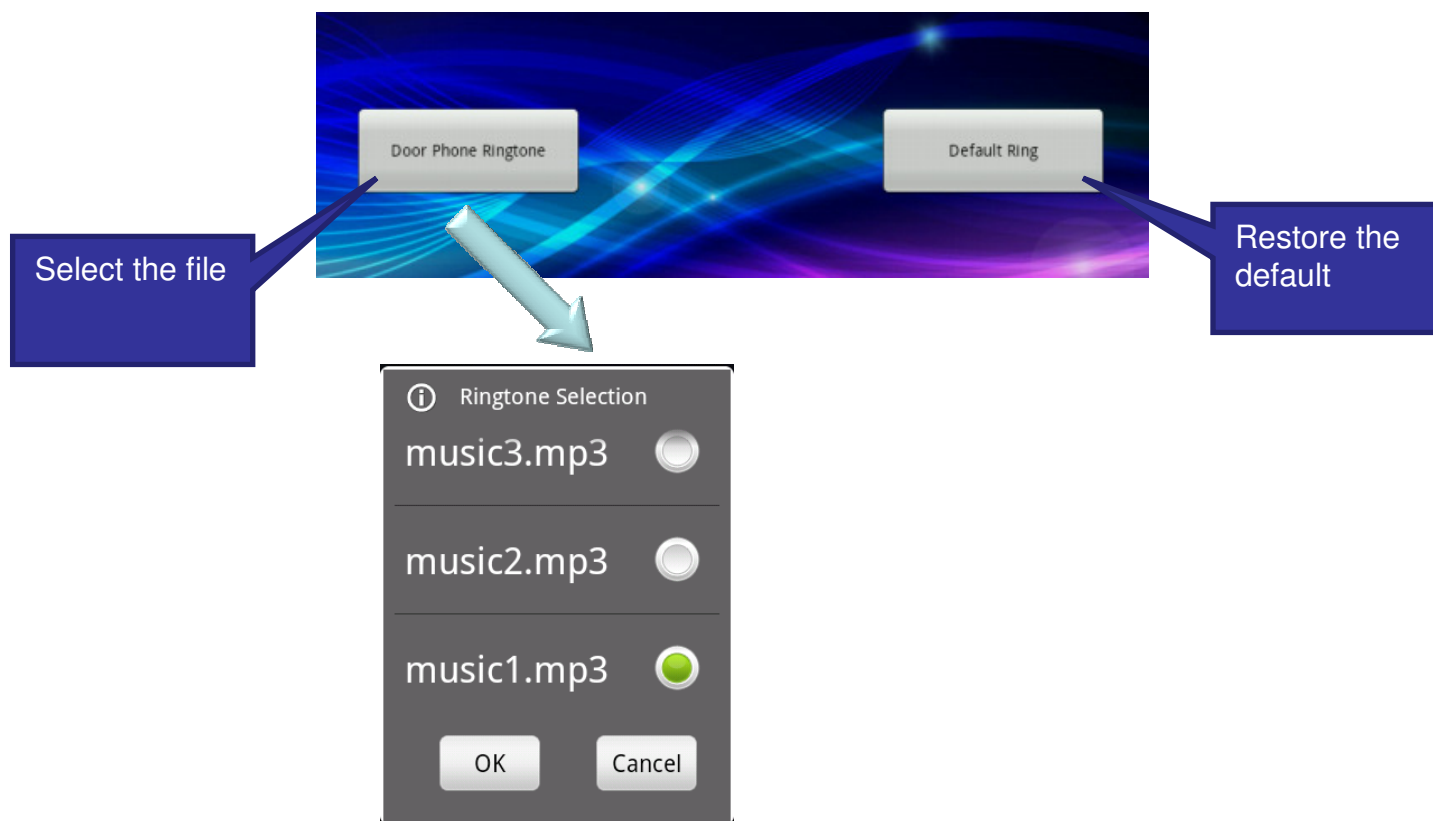 Door Phone Ringtone
Default Ring
Select the file
Restore the
default
Ringtone Selection
music3.mp3
music2.mp3
music1.mp3
OK
Cancel